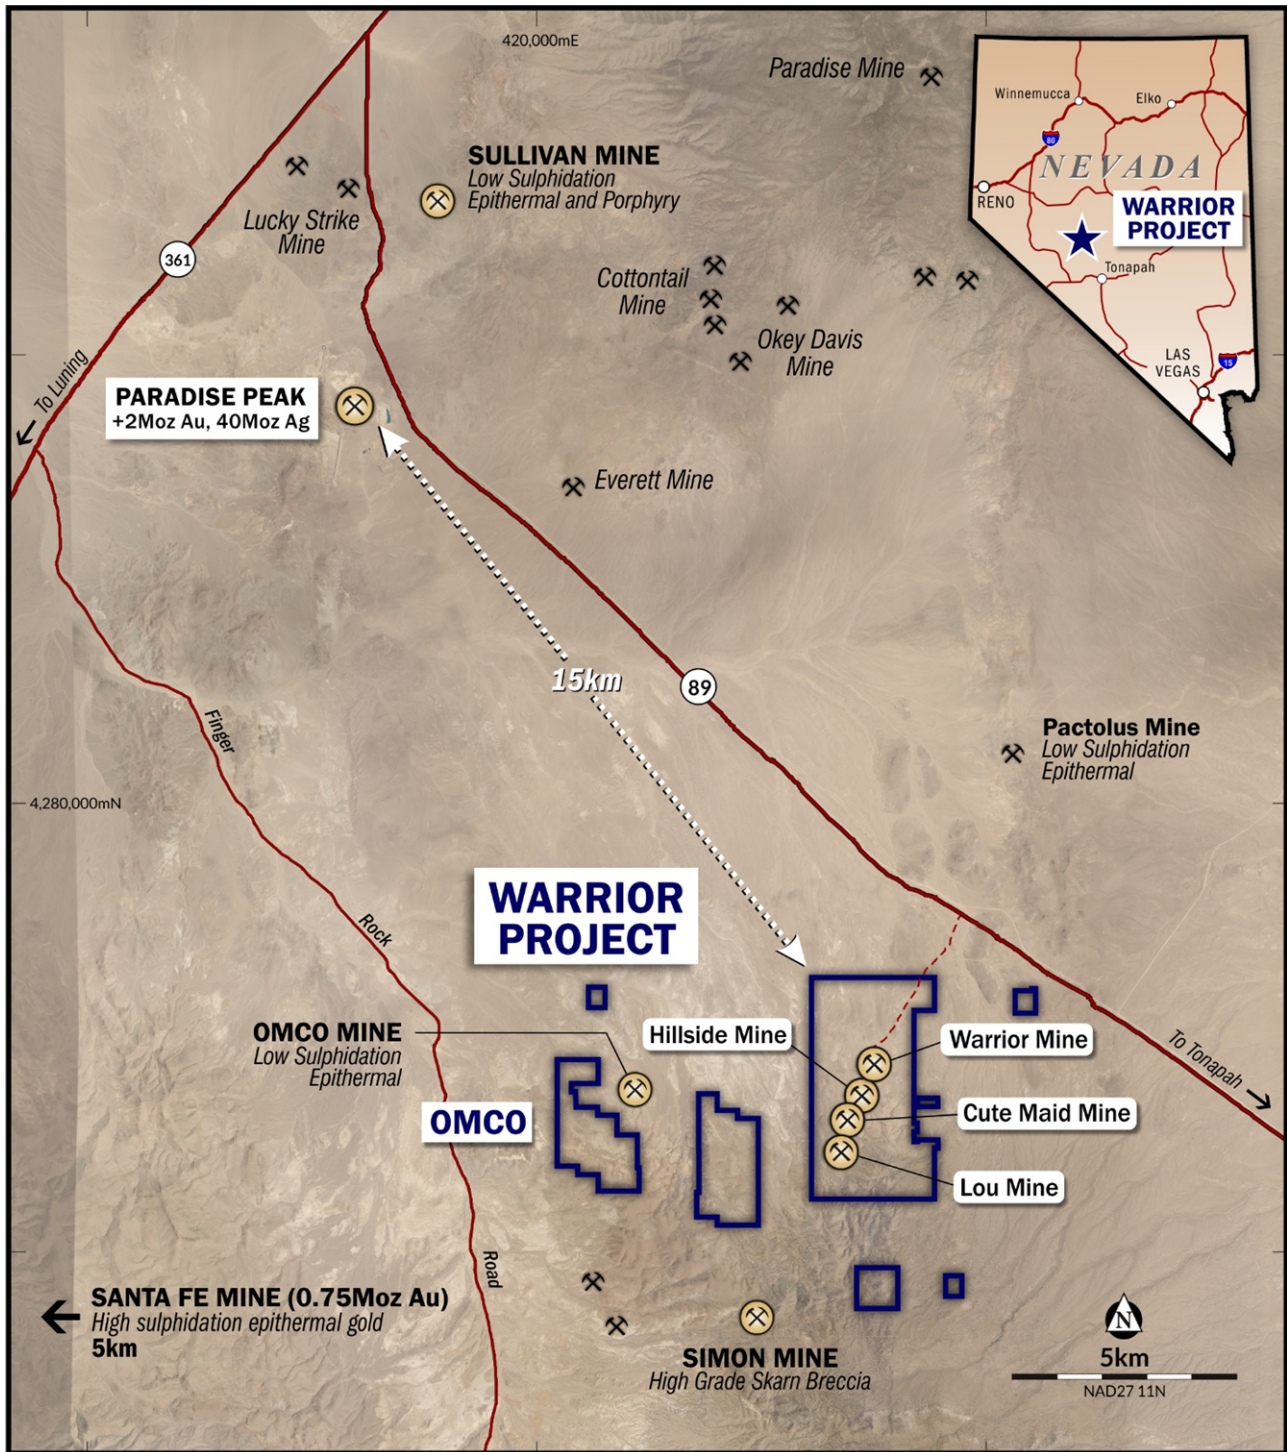 420,000mE
Paradise Mine
Winnemucca
Elko
80
NEVADA
RENO
WARRIOR
PROJECT
Tonapah
LAS
VEGAS
15
SULLIVAN MINE
Low Sulphidation
Epithermal and Porphyry
Lucky Strike
Mine
361
Cottontail
Mine
Okey Davis
Mine
To Luning
PARADISE PEAK
+2Moz Au, 40Moz Ag
Everett Mine
15km
89
Finger
Pactolus Mine
Low Sulphidation
Epithermal
4,280,000mN
WARRIOR
PROJECT
Rock
OMCO MINE
Low Sulphidation
Epithermal
Hillside Mine
Warrior Mine
To Tonapah
OMCO
Cute Maid Mine
Lou Mine
Road
SANTA FE MINE (0.75Moz Au)
High sulphidation epithermal gold
5km
SIMON MINE
High Grade Skarn Breccia
N
5km
NAD27 11N